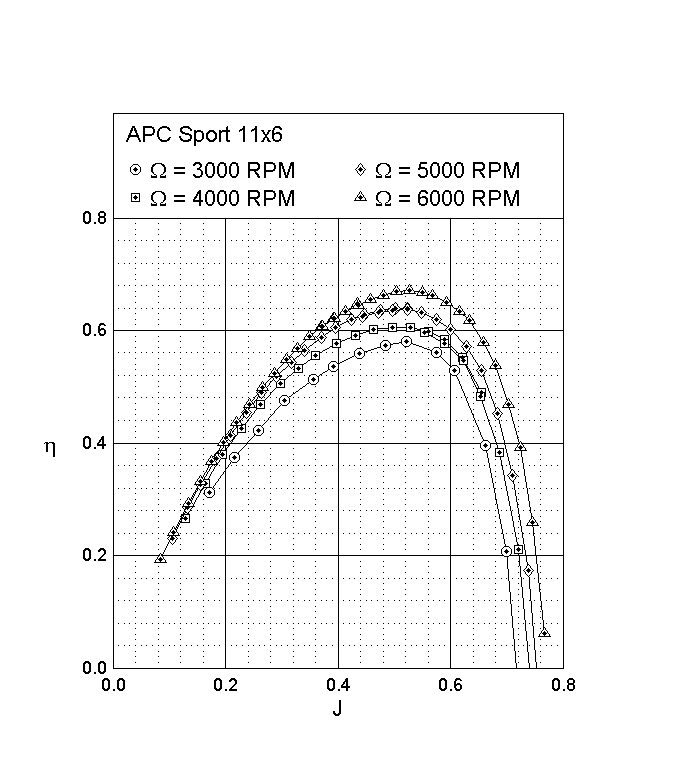 APC Sport 11x6
Ω = 3000 RPM Ω = 5000 RPM
Ω = 4000 RPM Ω = 6000 RPM
0.8
0.6
0.4
η
0.2
0.0
0.0 0.2 0.4 0.6 0.8
J